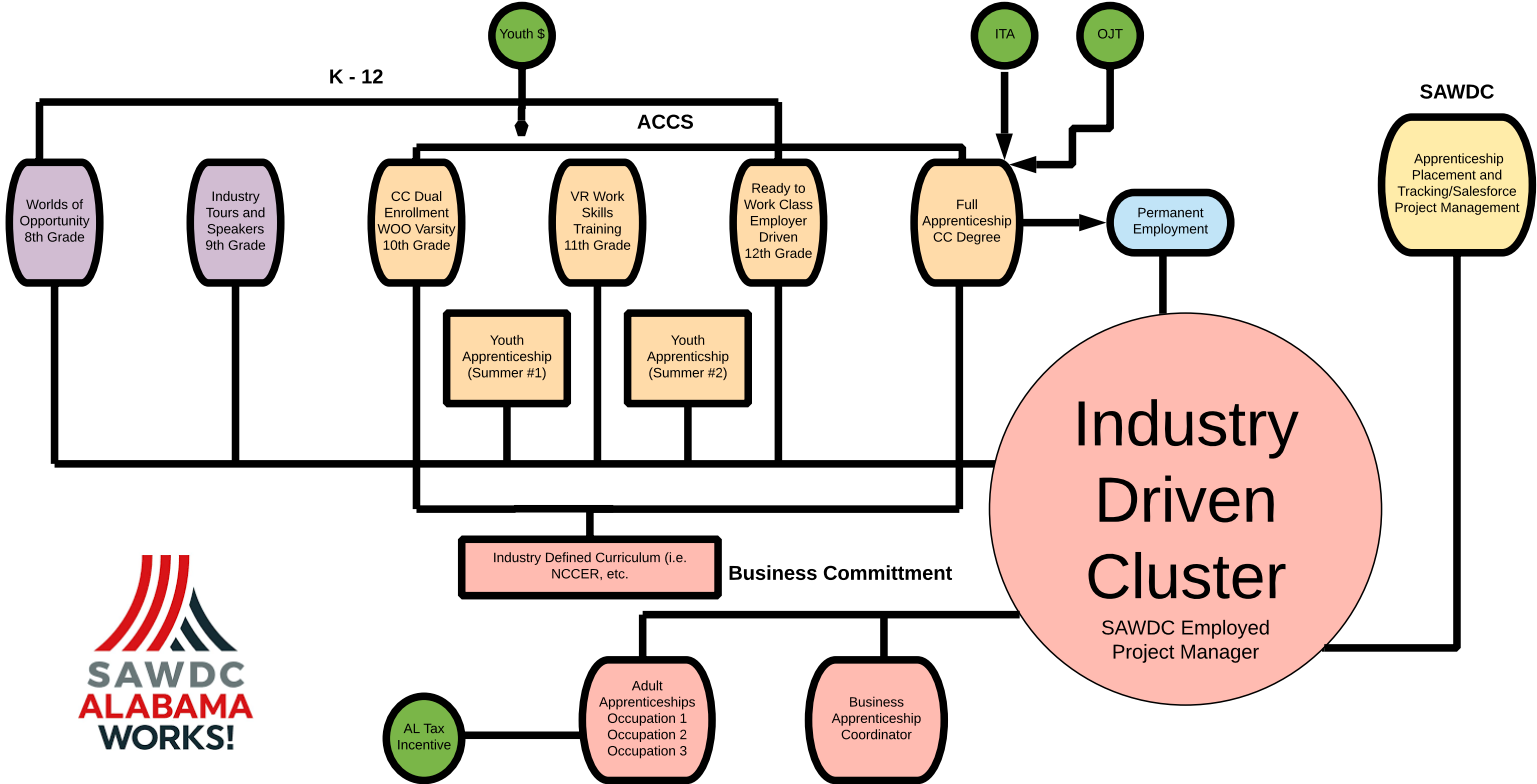 Youth $
ITA
OJT
K - 12
SAWDC
ACCS
Worlds of
Opportunity
8th Grade
Industry
Tours and
Speakers
9th Grade
CC Dual
Enrollment
WOO Varsity
10th Grade
VR Work
Skills
Training
11th Grade
Ready to
Work Class
Employer
Driven
12th Grade
Full
Apprenticeship
CC Degree
Permanent
Employment
Apprenticeship
Placement and
Tracking/Salesforce
Project Management
Youth
Apprenticeship
(Summer #1)
Youth
Apprenticship
(Summer #2)
Industry
Driven
Cluster
SAWDC Employed
Project Manager
Industry Defined Curriculum (i.e.
NCCER, etc.
Business Committment
SAWDC
ALABAMA
WORKS!
AL Tax
Incentive
Adult
Apprenticeships
Occupation 1
Occupation 2
Occupation 3
Business
Apprenticeship
Coordinator